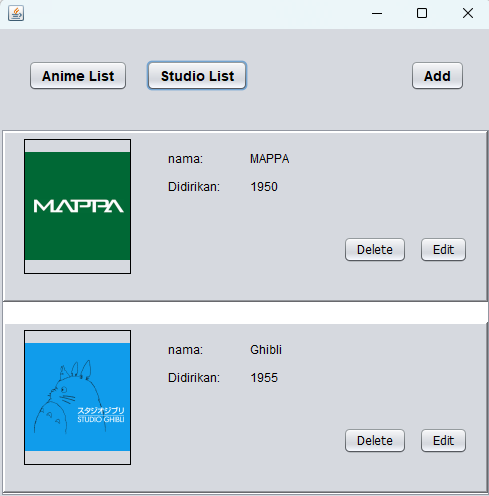 Anime List Studio List Add
MAPPA
nama: MAPPA
Didirikan: 1950
Delete Edit
nama: Ghibli
Didirikan: 1955
スタジオジブリ
STUDIO GHIBLI
Delete Edit